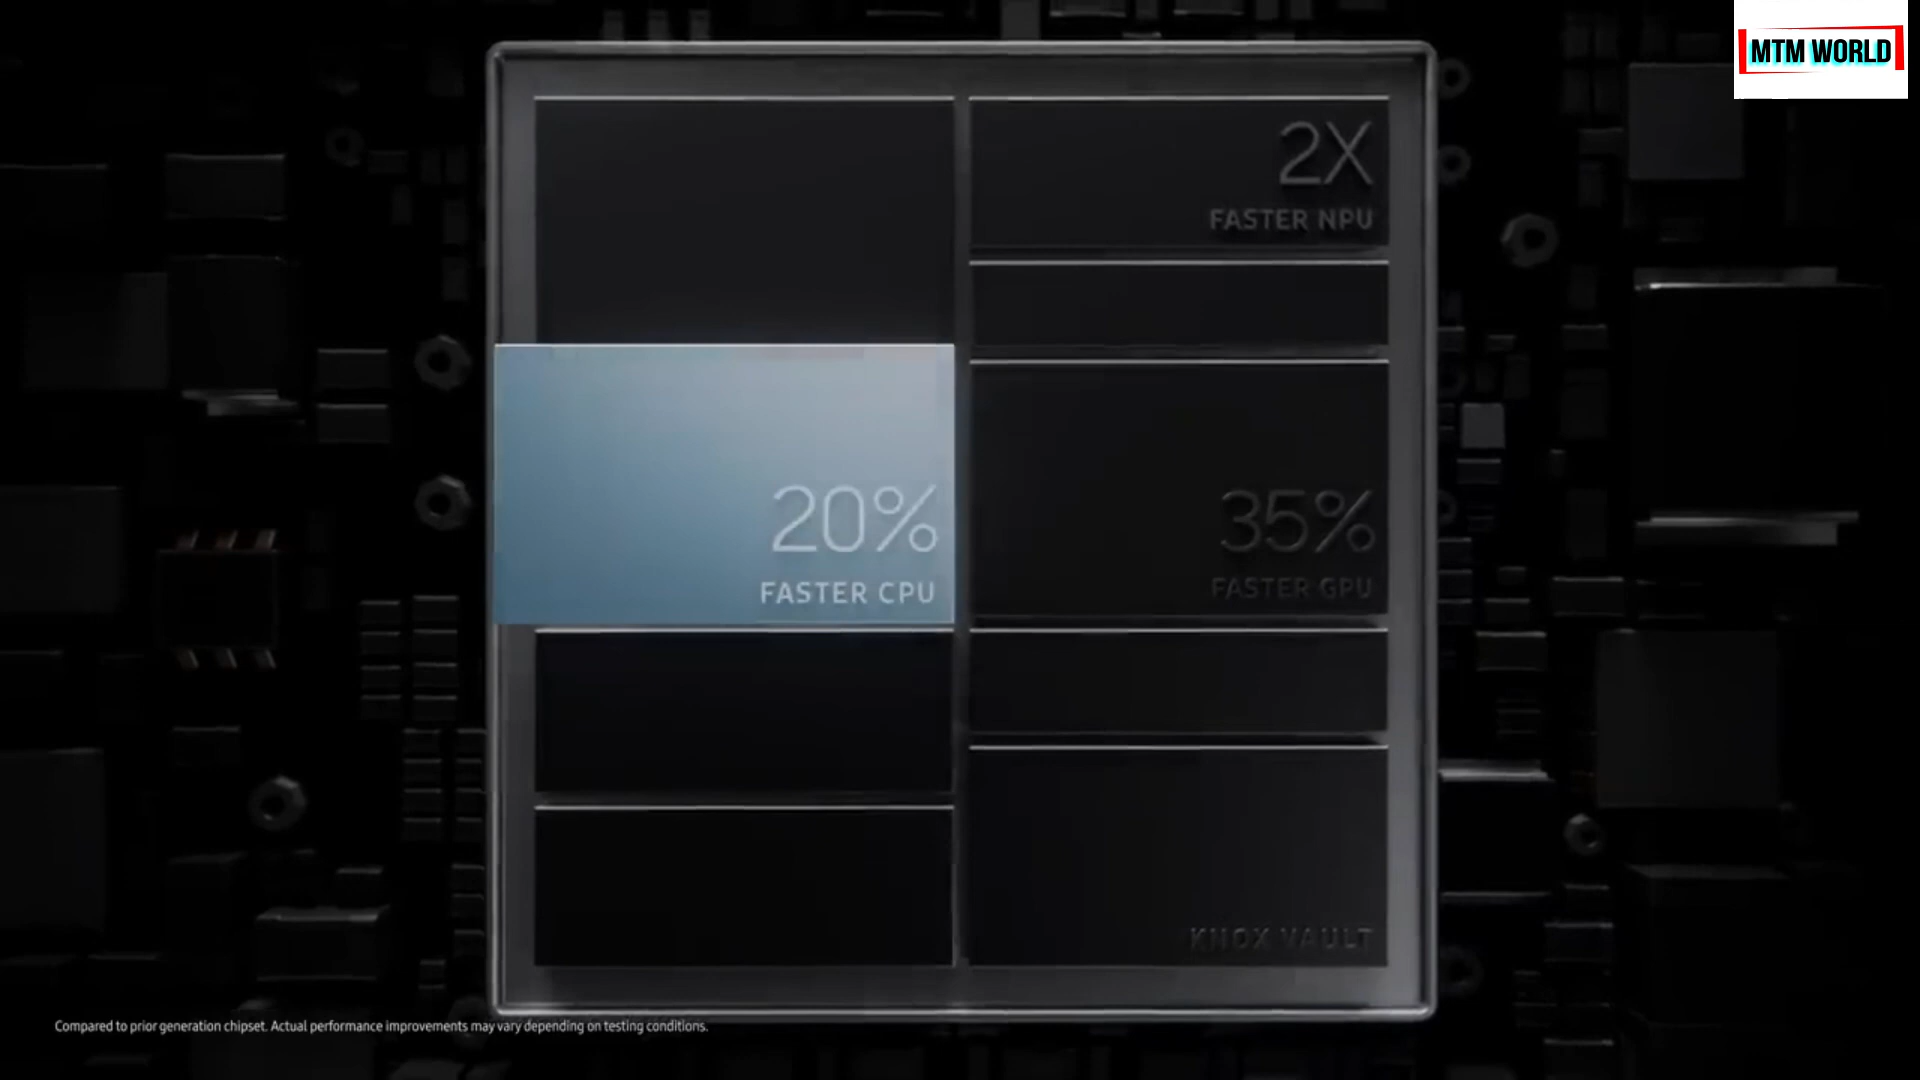 MTM WORLD
2X
FASTER NPU
20%
FASTER CPU
35%
FASTER GPU
KNOX VAULT
Compared to prior generation chipset. Actual performance improvements may vary depending on testing conditions.